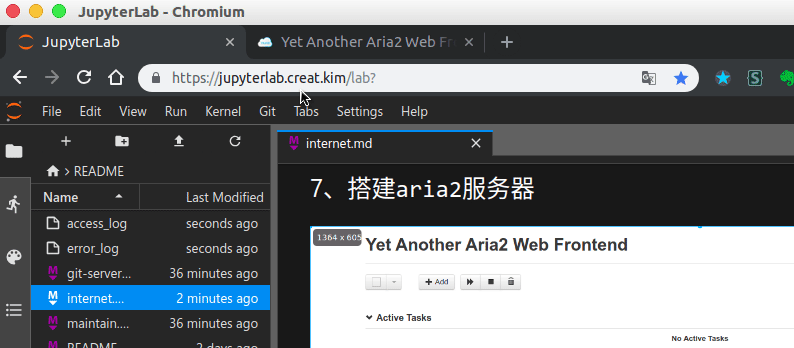 JupyterLab - Chromium
JupyterLab
Yet Another Aria2 Web Fr
https://jupyterlab.creat.kim/lab?
File Edit View Run Kernel Git Tabs Settings Help
internet.md
README
7、搭建aria2服务器
Name Last Modified
access_log seconds ago
error_log seconds ago
git-server... 36 minutes ago
internet.... 2 minutes ago
maintain.... 36 minutes ago
README 2 days ago
1364 x 605
Yet Another Aria2 Web Frontend
Add
Active Tasks
No Active Tasks